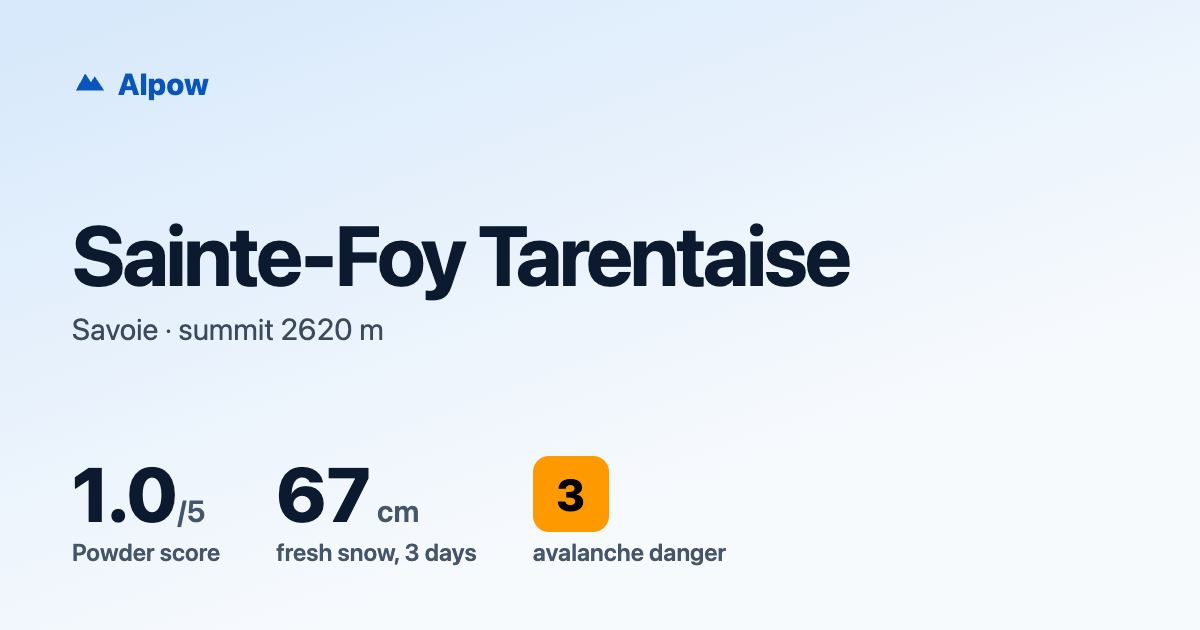 Alpow
Sainte-Foy Tarentaise
Savoie · summit 2620 m
1.0/5 67 cm 3
Powder score fresh snow, 3 days avalanche danger